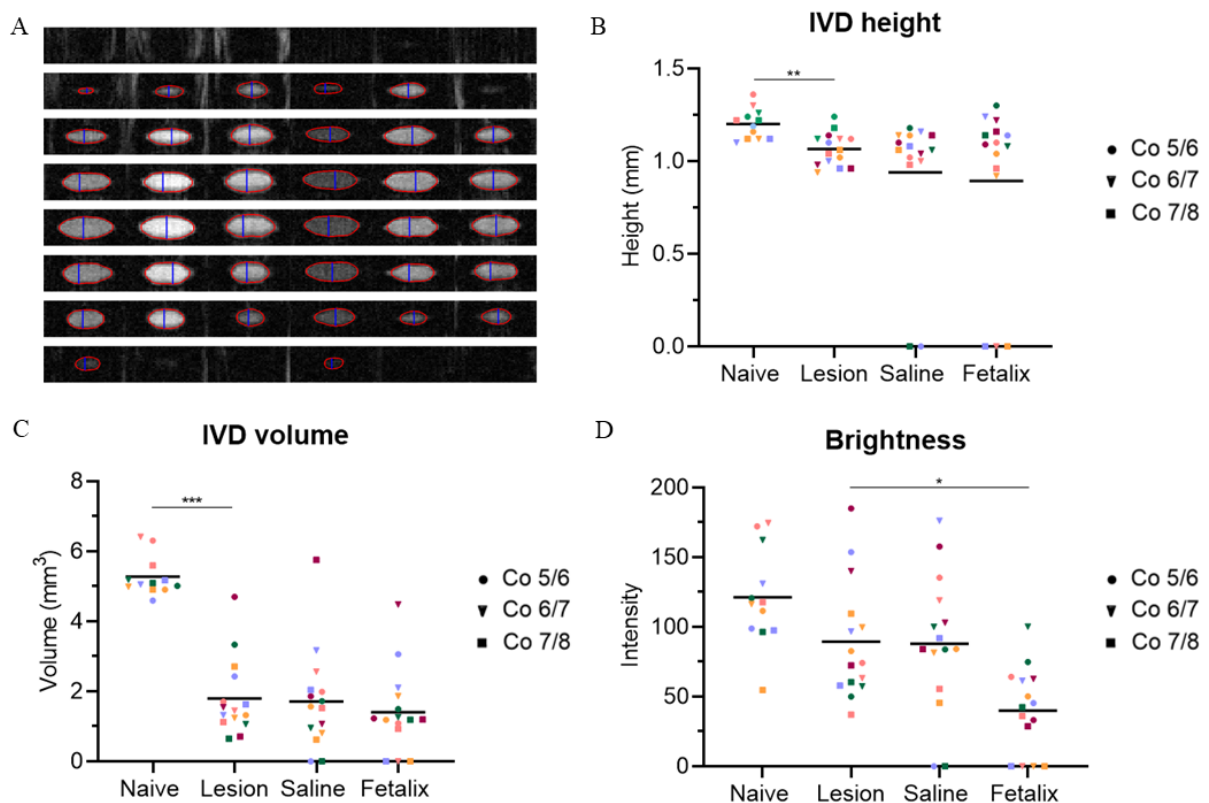 A
B
IVD height
**
1.5
1.0
0.5
0.0
Height (mm)
Naive Lesion Saline Fetalix
Co 5/6
Co 6/7
Co 7/8
C
IVD volume
***
8
6
4
2
0
Volume (mm³)
Naive Lesion Saline Fetalix
Co 5/6
Co 6/7
Co 7/8
D
Brightness
*
200
150
100
50
0
Intensity
Naive Lesion Saline Fetalix
Co 5/6
Co 6/7
Co 7/8